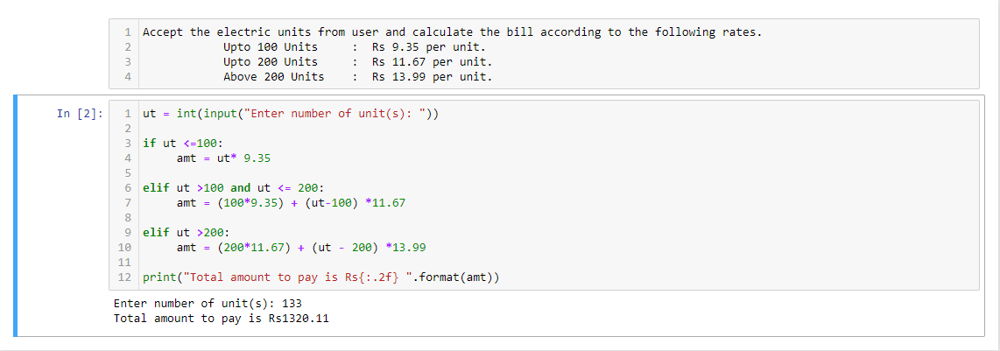 1 Accept the electric units from user and calculate the bill according to the following rates.
2 Upto 100 Units : Rs 9.35 per unit.
3 Upto 200 Units : Rs 11.67 per unit.
4 Above 200 Units : Rs 13.99 per unit.
In [2]:
1 ut = int(input("Enter number of unit(s): "))
2
3 if ut <=100:
4 amt = ut* 9.35
5
6 elif ut >100 and ut <= 200:
7 amt = (100*9.35) + (ut-100) *11.67
8
9 elif ut >200:
10 amt = (200*11.67) + (ut - 200) *13.99
11
12 print("Total amount to pay is Rs{:.2f} ".format(amt))
Enter number of unit(s): 133
Total amount to pay is Rs1320.11